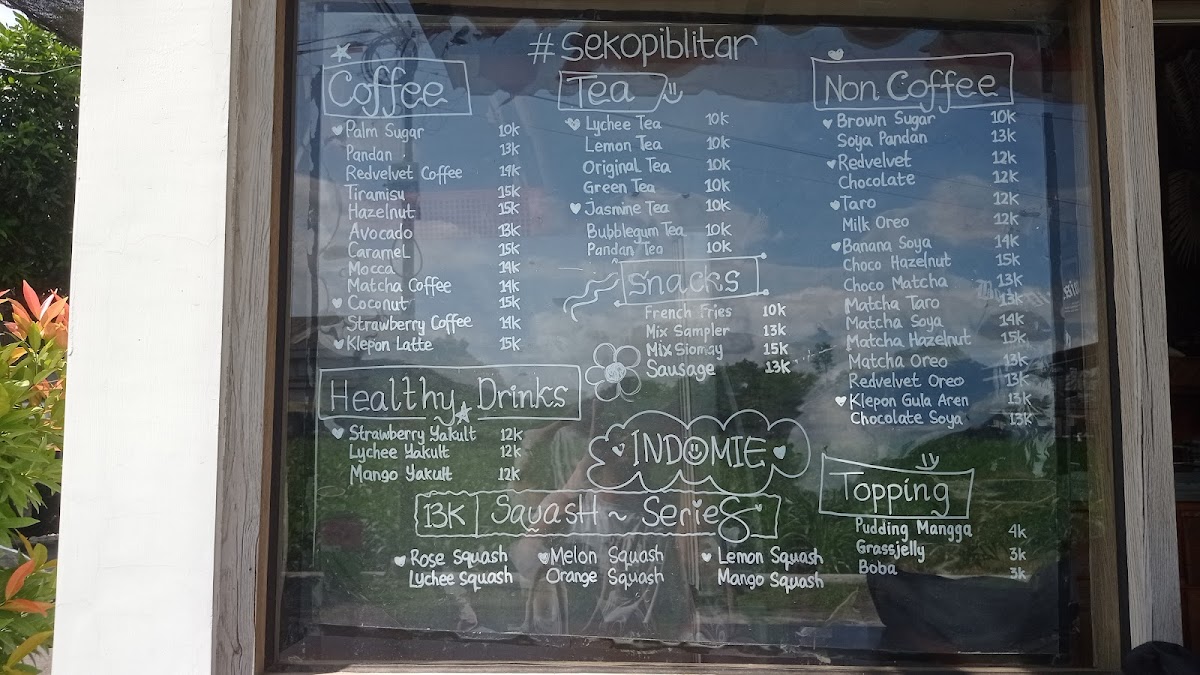 #sekopiblitar
Coffee
Palm Sugar 10k
Pandan 13k
Redvelvet Coffee 14k
Tiramisu 15k
Hazelnut 15k
Avocado 13k
Caramel 15k
Mocca 14k
Matcha Coffee 14k
Coconut 15k
Strawberry Coffee 14k
Klepon Latte 15k
Healthy Drinks
Strawberry Yakult 12k
Lychee Yakult 12k
Mango Yakult 12k
Tea
Lychee Tea 10k
Lemon Tea 10k
Original Tea 10k
Green Tea 10k
Jasmine Tea 10k
Bubblegum Tea 10k
Pandan Tea 10k
Snacks
French Fries 10k
Mix Sampler 13k
Mix Siomay 15k
Sausage 13k
INDOMIE
13K Squash ~ Series
Rose Squash Melon Squash Lemon Squash
Lychee squash Orange Squash Mango Squash
Non Coffee
Brown Sugar 10k
Soya Pandan 13k
Redvelvet 12k
Chocolate 12k
Taro 12k
Milk Oreo 12k
Banana Soya 14k
Choco Hazelnut 15k
Choco Matcha 13k
Matcha Taro 13k
Matcha Soya 14k
Matcha Hazelnut 15k
Matcha Oreo 13k
Redvelvet Oreo 13k
Klepon Gula Aren 13k
Chocolate Soya 13k
Topping
Pudding Mangga 4k
Grassjelly 3k
Boba 3k